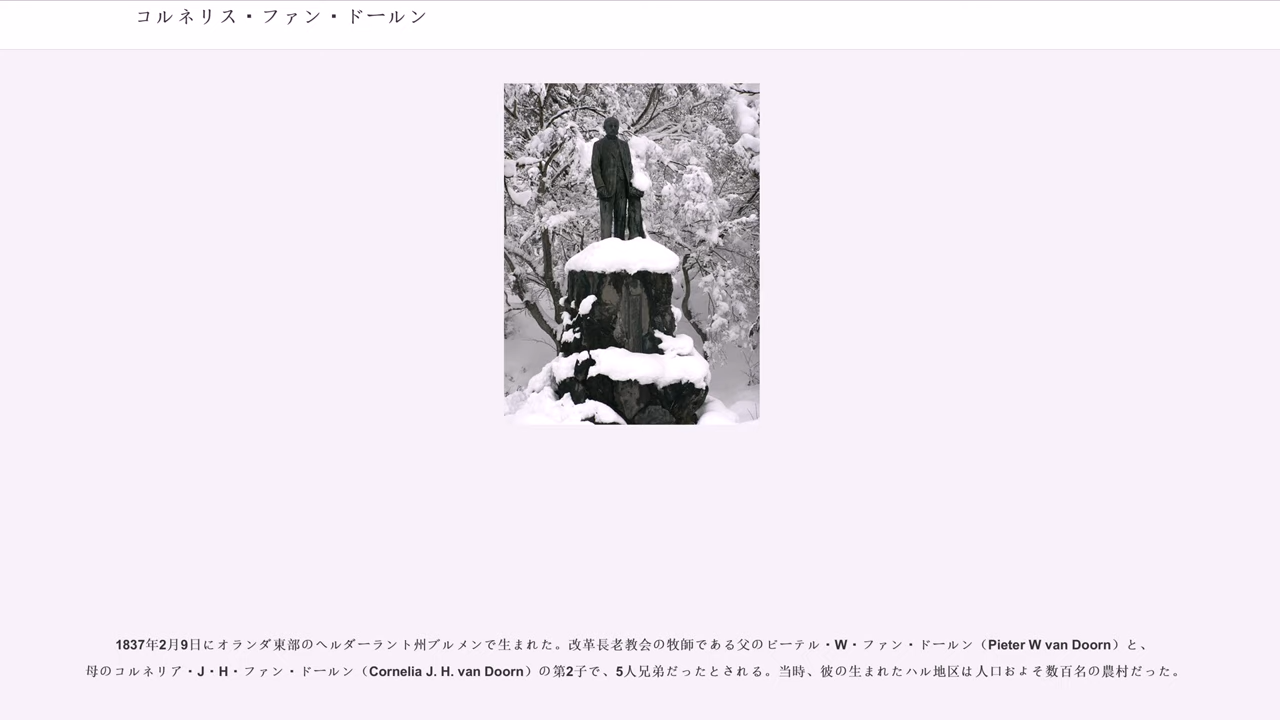 コルネリス・ファン・ドールン
1837年2月9日にオランダ東部のヘルダーラント州ブルメンで生まれた。改革長老教会の牧師である父のピーテル・W・ファン・ドールン（Pieter W van Doorn）と、
母のコルネリア・J・H・ファン・ドールン（Cornelia J. H. van Doorn）の第2子で、5人兄弟だったとされる。当時、彼の生まれたハル地区は人口およそ数百名の農村だった。